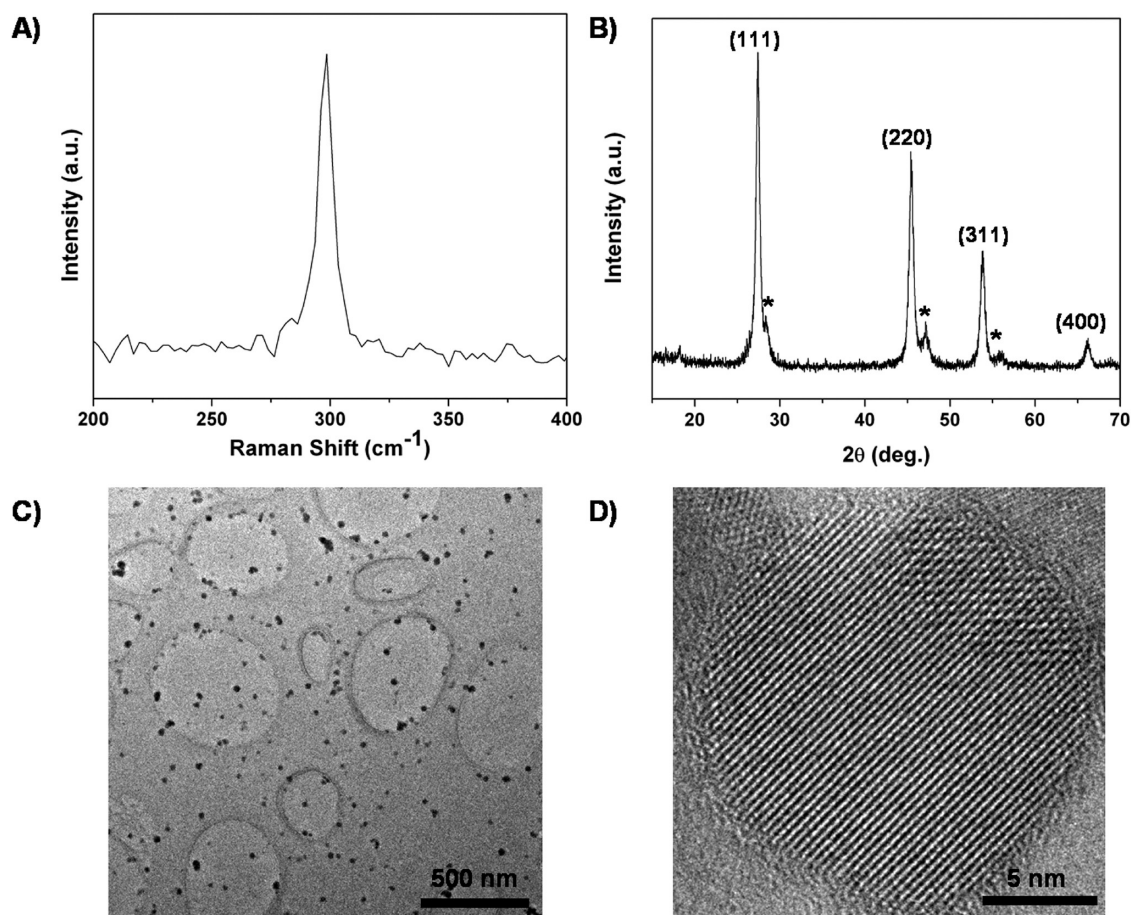 A)
Intensity (a.u.)
200 250 300 350 400
Raman Shift (cm-1)
B)
Intensity (a.u.)
(111)
*
(220)
*
(311)
*
(400)
20 30 40 50 60 70
2θ (deg.)
C)
500 nm
D)
5 nm